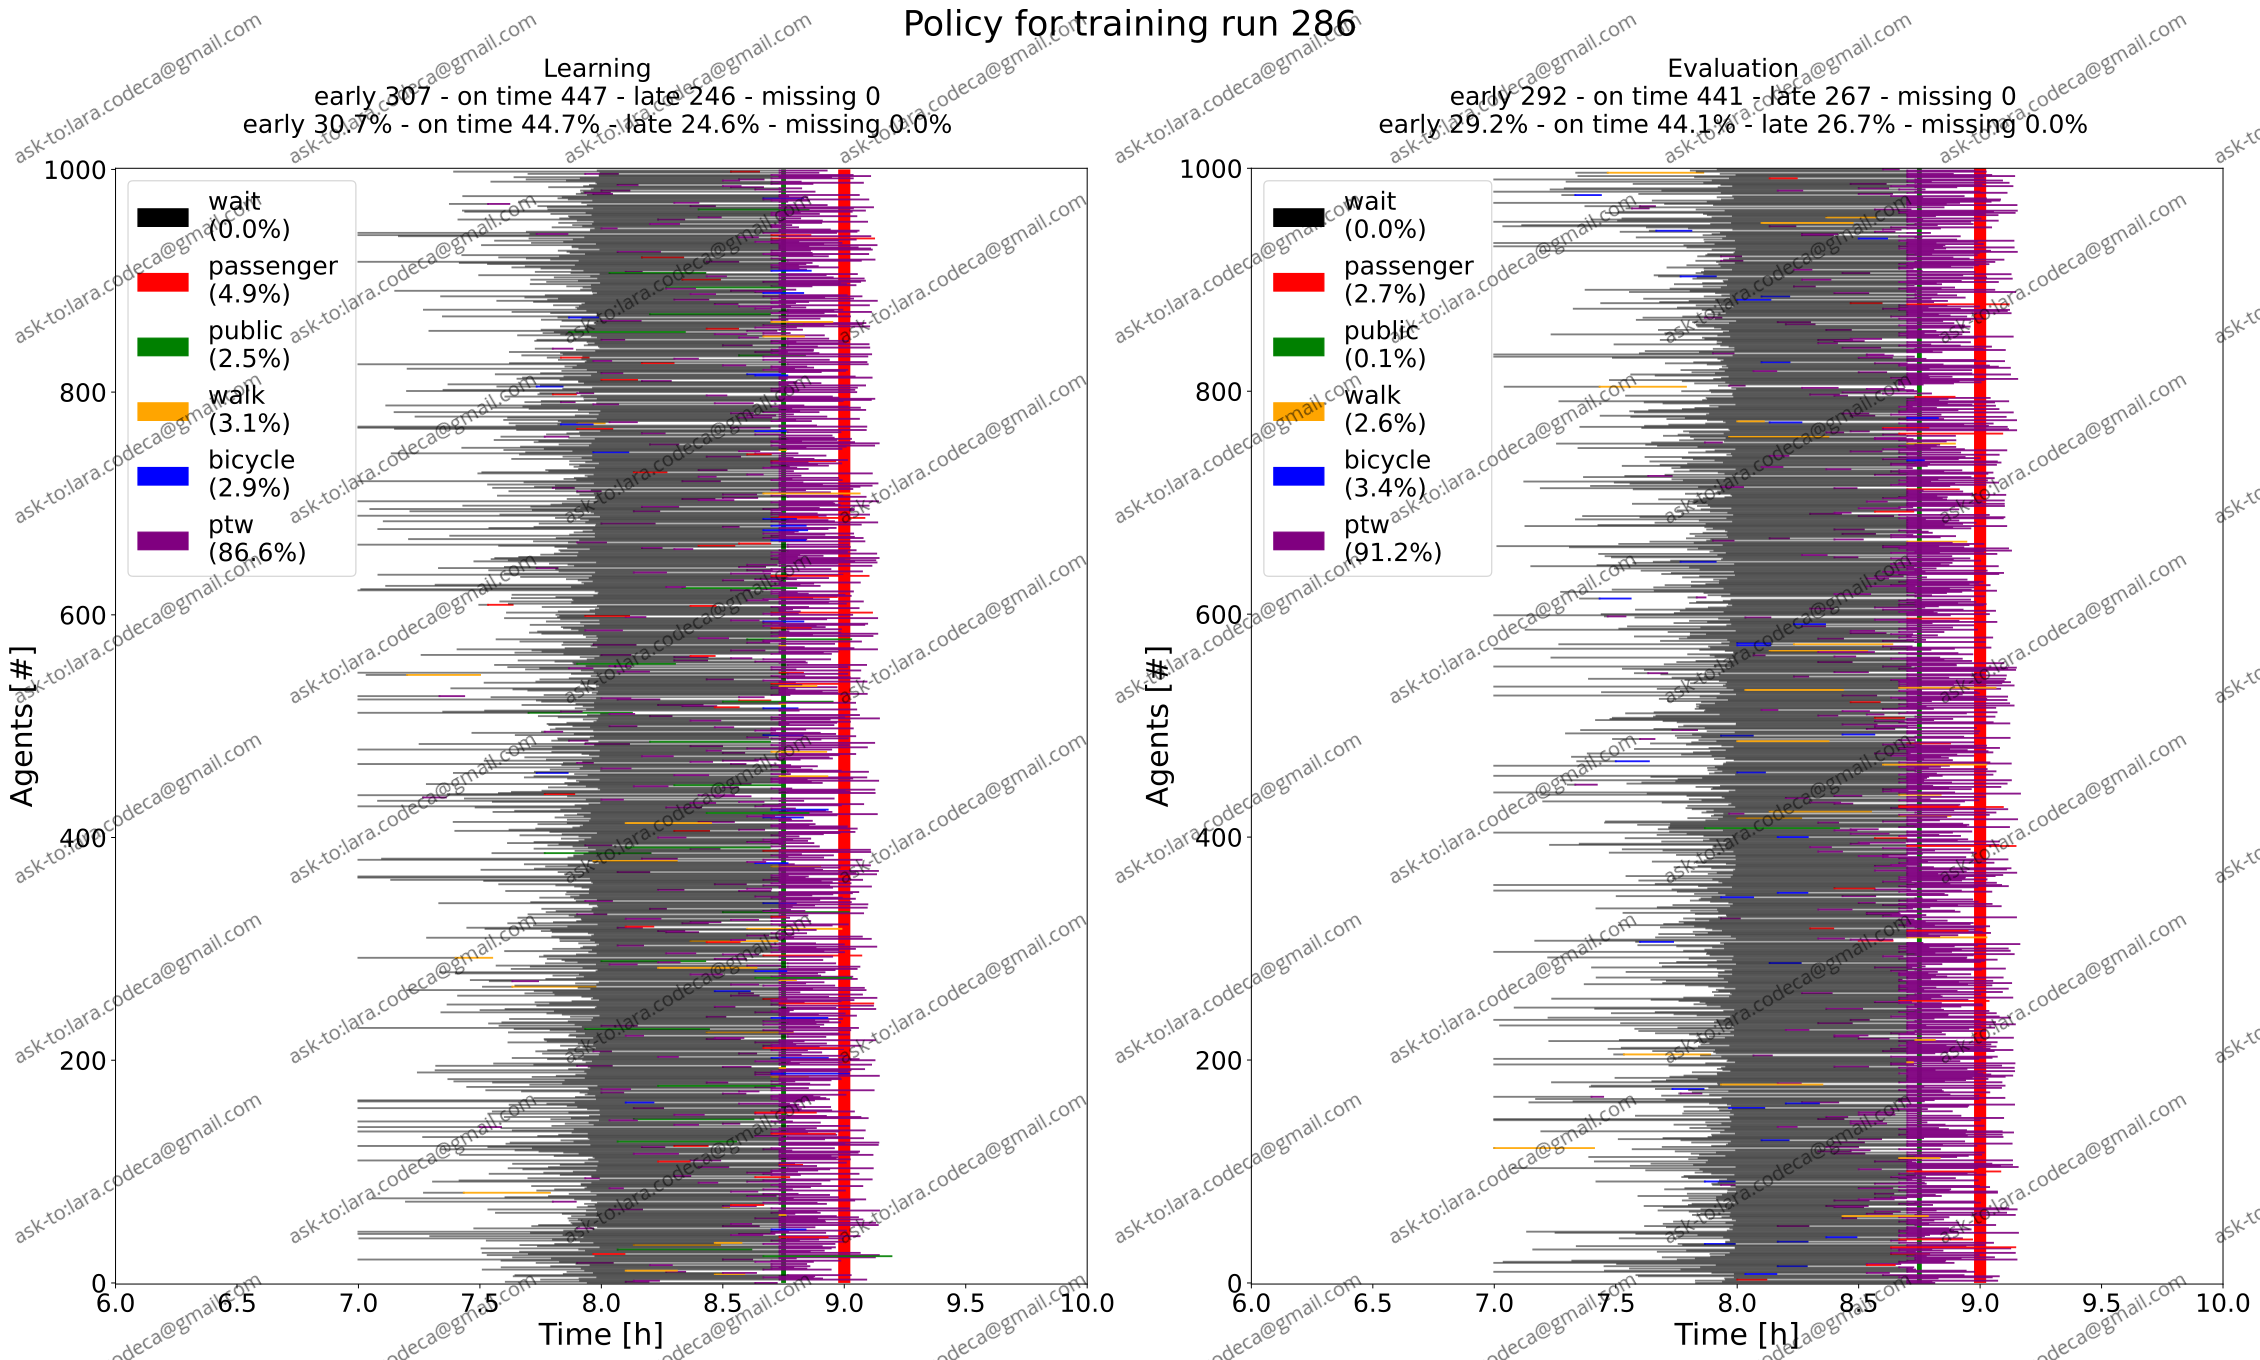 Policy for training run 286
Learning
early 307 - on time 447 - late 246 - missing 0
early 30.7% - on time 44.7% - late 24.6% - missing 0.0%
1000
800
600
400
200
0
Agents [#]
wait
(0.0%)
passenger
(4.9%)
public
(2.5%)
walk
(3.1%)
bicycle
(2.9%)
ptw
(86.6%)
6.0 6.5 7.0 7.5 8.0 8.5 9.0 9.5 10.0
Time [h]
Evaluation
early 292 - on time 441 - late 267 - missing 0
early 29.2% - on time 44.1% - late 26.7% - missing 0.0%
1000
800
600
400
200
0
Agents [#]
wait
(0.0%)
passenger
(2.7%)
public
(0.1%)
walk
(2.6%)
bicycle
(3.4%)
ptw
(91.2%)
6.0 6.5 7.0 7.5 8.0 8.5 9.0 9.5 10.0
Time [h]
ask-to:lara.codeca@gmail.com